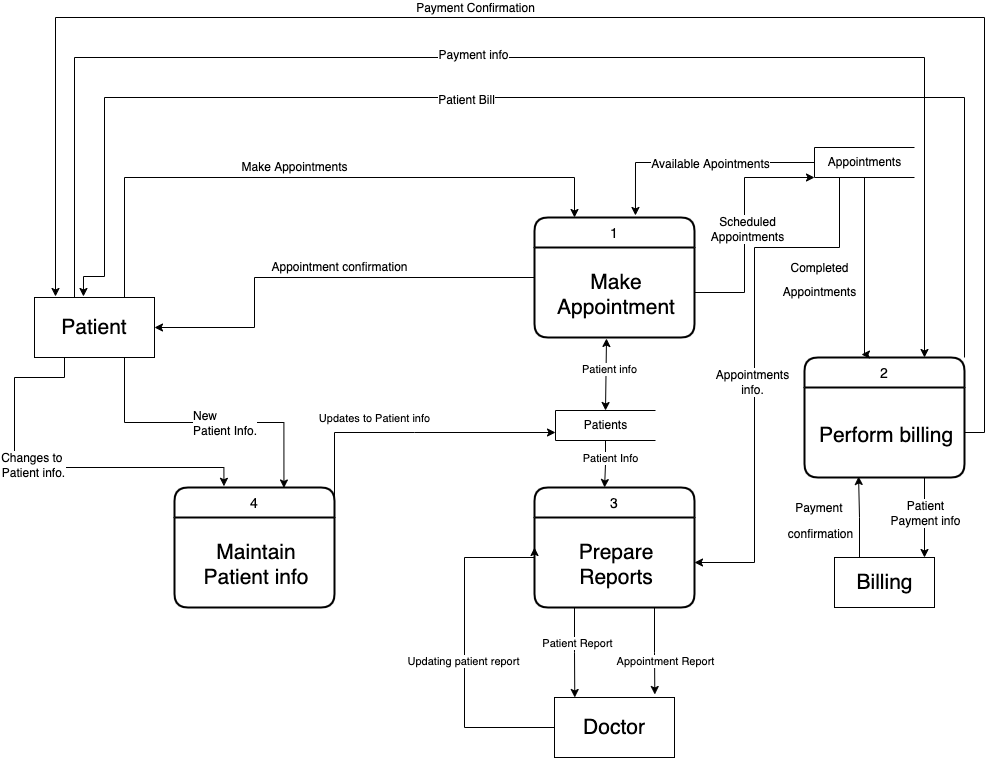 Payment Confirmation
Payment info
Patient Bill
Make Appointments
Available Apointments
Appointments
Scheduled
Appointments
1
Make
Appointment
Appointment confirmation
Completed
Appointments
Patient
Patient info
Appointments
info.
2
Perform billing
New
Patient Info.
Updates to Patient info
Patients
Changes to
Patient info.
Patient Info
4
Maintain
Patient info
3
Prepare
Reports
Payment
confirmation
Patient
Payment info
Billing
Patient Report
Updating patient report
Appointment Report
Doctor